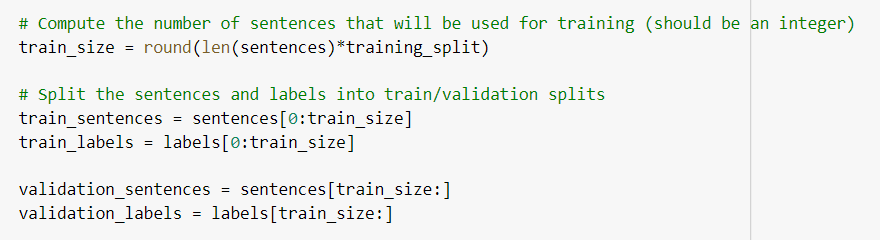 # Compute the number of sentences that will be used for training (should be an integer)
train_size = round(len(sentences)*training_split)
# Split the sentences and labels into train/validation splits
train_sentences = sentences[0:train_size]
train_labels = labels[0:train_size]
validation_sentences = sentences[train_size:]
validation_labels = labels[train_size:]